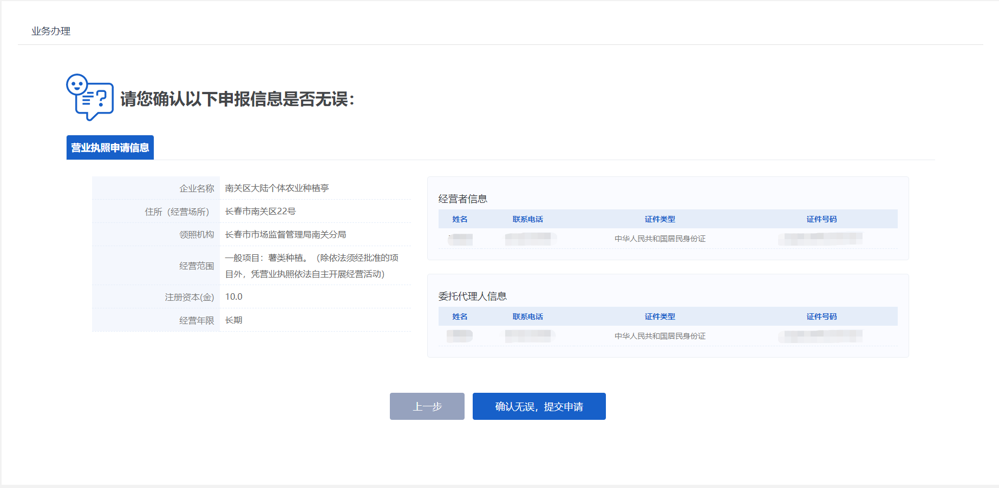 业务办理
请您确认以下申报信息是否无误：
营业执照申请信息
企业名称 南关区大陆个体农业种植亭
住所（经营场所） 长春市南关区22号
领照机构 长春市市场监督管理局南关分局
经营范围 一般项目：薯类种植。（除依法须经批准的项
目外，凭营业执照依法自主开展经营活动）
注册资本(金) 10.0
经营年限 长期
经营者信息
姓名 联系电话 证件类型 证件号码
中华人民共和国居民身份证
委托代理人信息
姓名 联系电话 证件类型 证件号码
中华人民共和国居民身份证
上一步 确认无误，提交申请